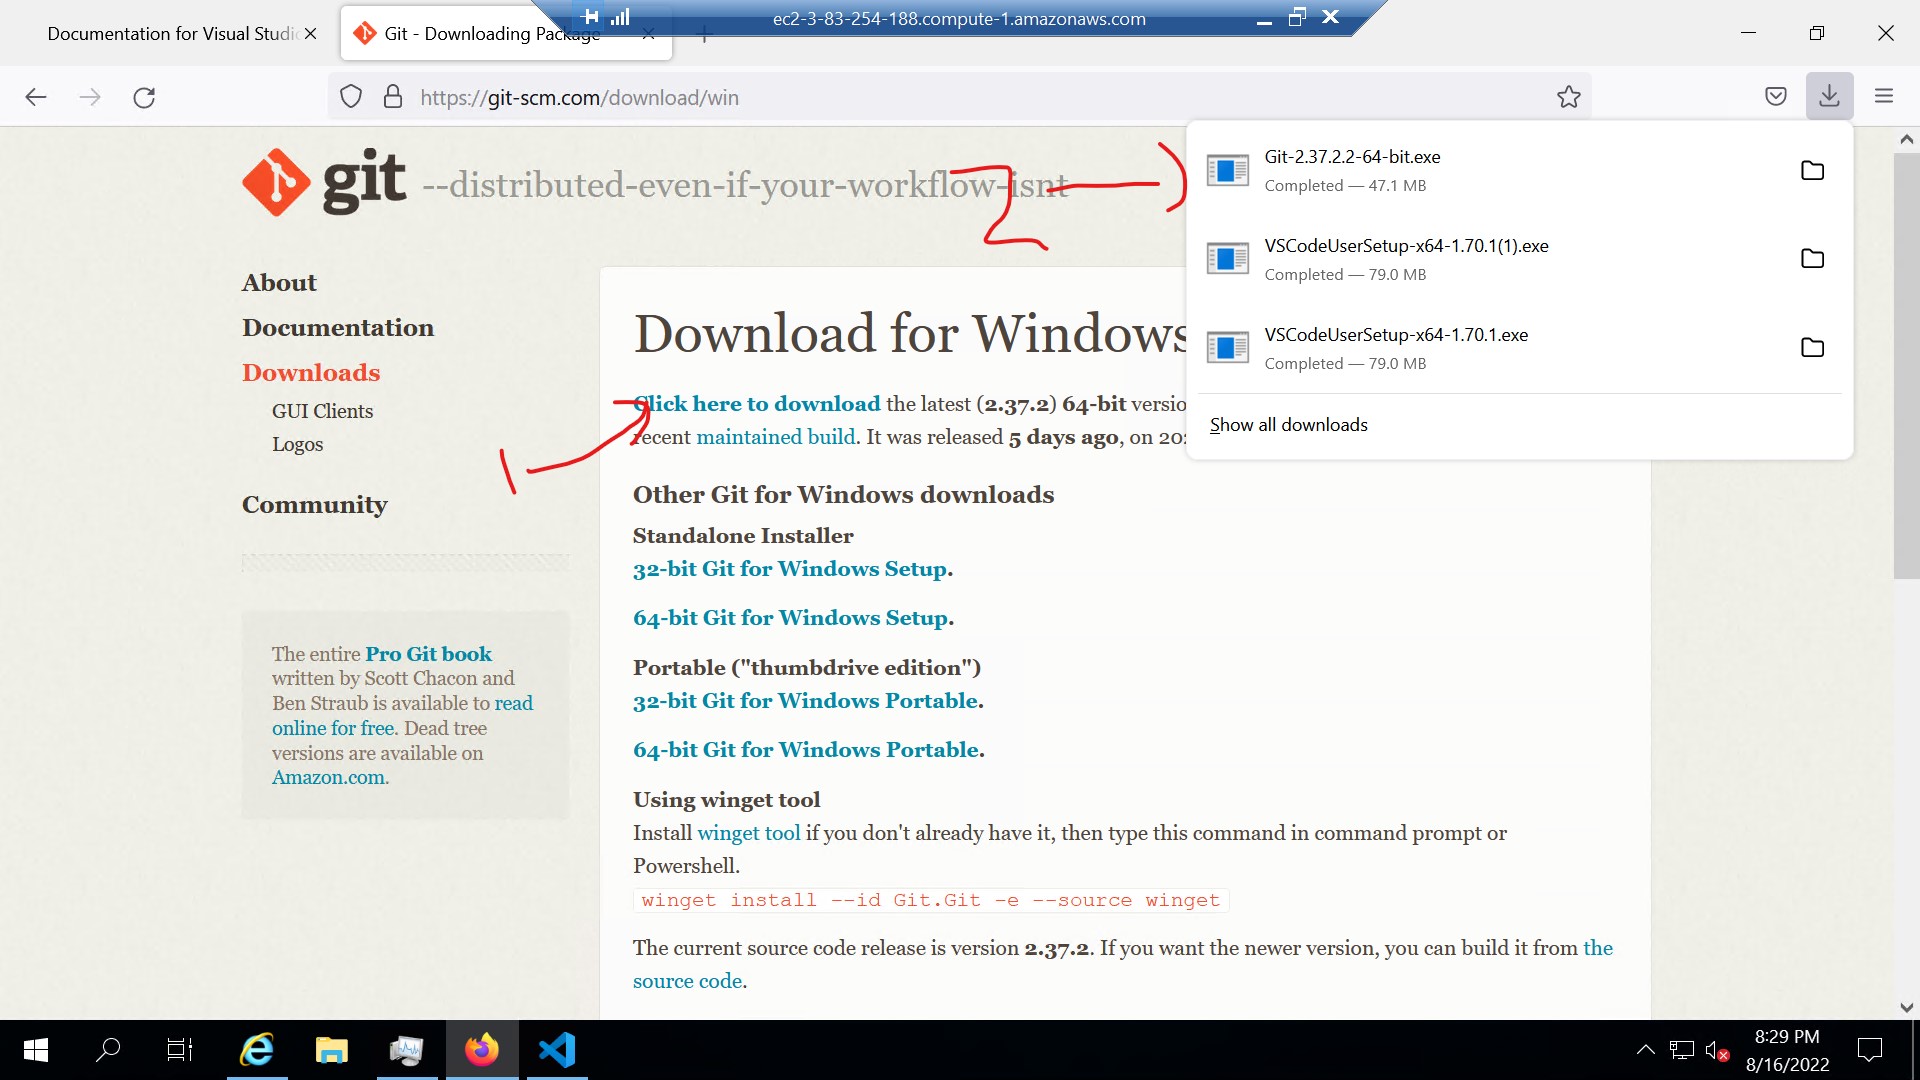 ec2-3-83-254-188.compute-1.amazonaws.com
Documentation for Visual Studio
Git - Downloading Package
https://git-scm.com/download/win
git --distributed-even-if-your-workflow-isnt
2
Git-2.37.2.2-64-bit.exe
Completed — 47.1 MB
VSCodeUserSetup-x64-1.70.1(1).exe
Completed — 79.0 MB
VSCodeUserSetup-x64-1.70.1.exe
Completed — 79.0 MB
Show all downloads
About
Documentation
Downloads
GUI Clients
Logos
Community
The entire Pro Git book
written by Scott Chacon and
Ben Straub is available to read
online for free. Dead tree
versions are available on
Amazon.com.
Download for Windows
1
Click here to download the latest (2.37.2) 64-bit versio
recent maintained build. It was released 5 days ago, on 202
Other Git for Windows downloads
Standalone Installer
32-bit Git for Windows Setup.
64-bit Git for Windows Setup.
Portable ("thumbdrive edition")
32-bit Git for Windows Portable.
64-bit Git for Windows Portable.
Using winget tool
Install winget tool if you don't already have it, then type this command in command prompt or
Powershell.
winget install --id Git.Git -e --source winget
The current source code release is version 2.37.2. If you want the newer version, you can build it from the
source code.
8:29 PM
8/16/2022